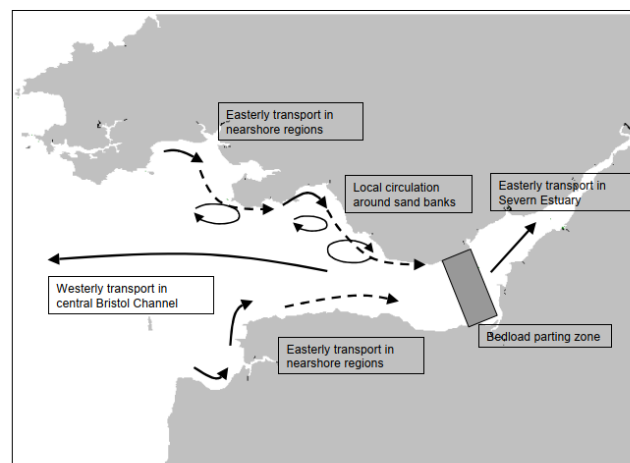 Easterly transport in
nearshore regions
Local circulation
around sand banks
Easterly transport in
Severn Estuary
Westerly transport in
central Bristol Channel
Easterly transport in
nearshore regions
Bedload parting zone